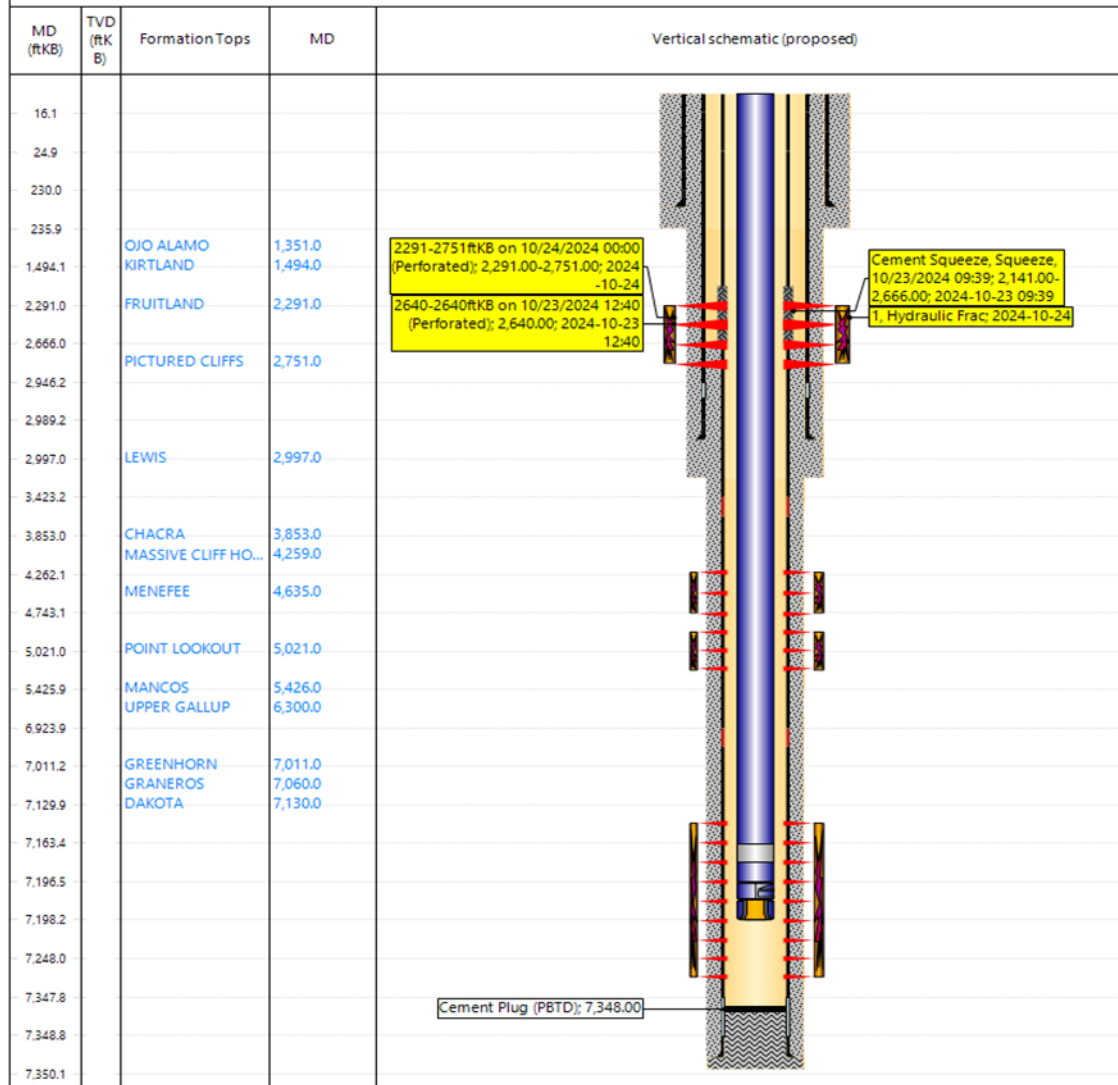 MD
(ftKB)
TVD
(ftK
B)
Formation Tops
MD
Vertical schematic (proposed)
16.1
24.9
230.0
235.9
OJO ALAMO 1,351.0
1,494.1
KIRTLAND 1,494.0
2,291.0
FRUITLAND 2,291.0
2,666.0
PICTURED CLIFFS 2,751.0
2,946.2
2,989.2
2,997.0
LEWIS 2,997.0
3,423.2
3,853.0
CHACRA 3,853.0
MASSIVE CLIFF HO... 4,259.0
4,262.1
MENEFEE 4,635.0
4,743.1
5,021.0
POINT LOOKOUT 5,021.0
5,425.9
MANCOS 5,426.0
UPPER GALLUP 6,300.0
6,923.9
7,011.2
GREENHORN 7,011.0
GRANEROS 7,060.0
7,129.9
DAKOTA 7,130.0
7,163.4
7,196.5
7,198.2
7,248.0
7,347.8
7,348.8
7,350.1
2291-2751ftKB on 10/24/2024 00:00
(Perforated); 2,291.00-2,751.00; 2024
-10-24
2640-2640ftKB on 10/23/2024 12:40
(Perforated); 2,640.00; 2024-10-23
12:40
Cement Squeeze, Squeeze,
10/23/2024 09:39; 2,141.00-
2,666.00; 2024-10-23 09:39
1, Hydraulic Frac; 2024-10-24
Cement Plug (PBTD); 7,348.00